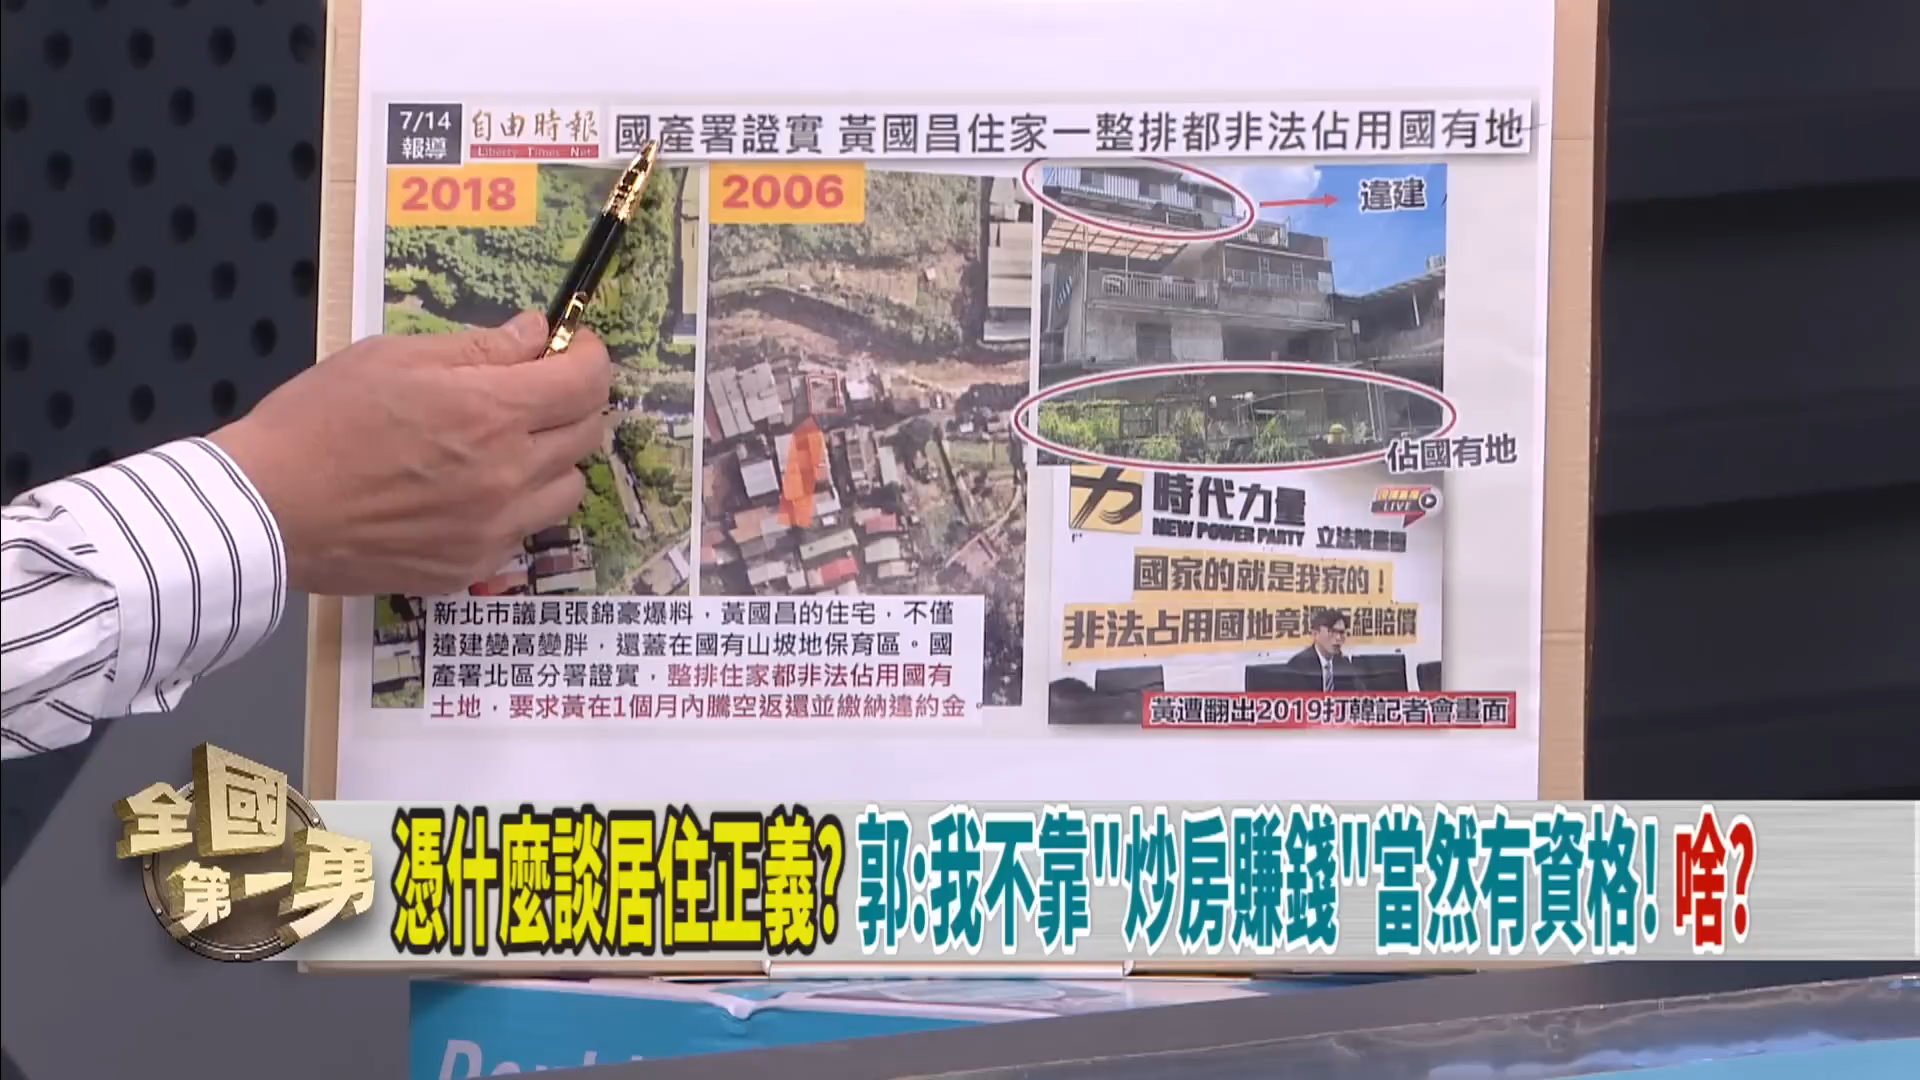 7/14
報導
自由時報
Liberty Times Net
國產署證實 黃國昌住家一整排都非法佔用國有地
2018
2006
違建
佔國有地
時代力量
NEW POWER PARTY
立法院黨團
LIVE
國家的就是我家的!
非法占用國地竟還拒絕賠償
黃遭翻出2019打韓記者會畫面
新北市議員張錦豪爆料，黃國昌的住宅，不僅
違建變高變胖，還蓋在國有山坡地保育區。國
產署北區分署證實，整排住家都非法佔用國有
土地，要求黃在1個月內騰空返還並繳納違約金。
全國第一勇
憑什麼談居住正義? 郭:我不靠"炒房賺錢"當然有資格! 啥?